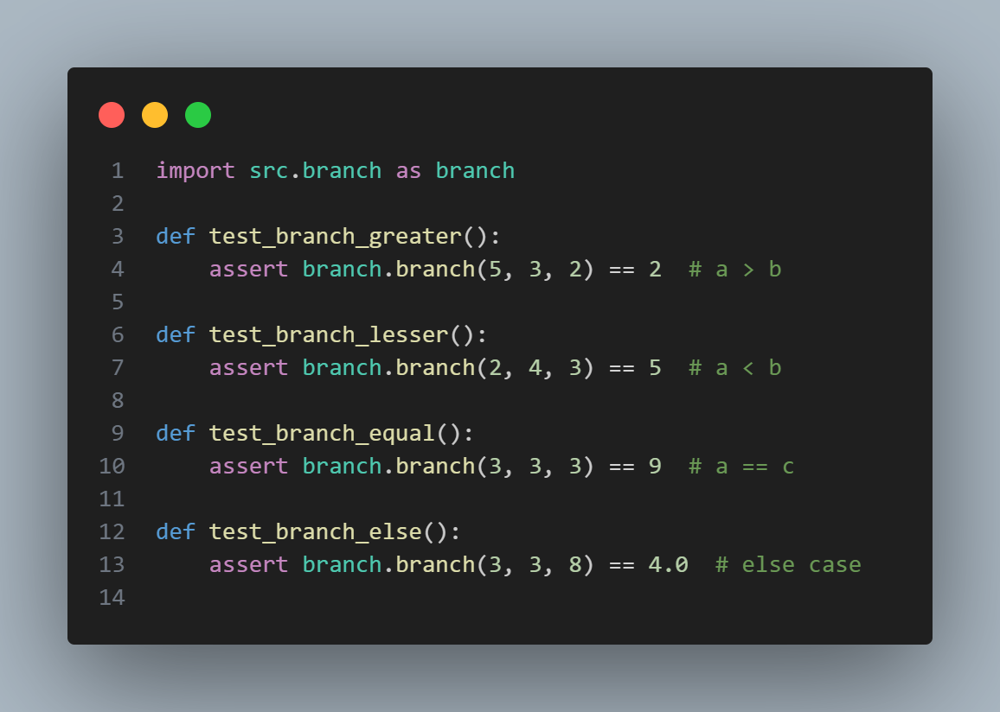 1 import src.branch as branch
2
3 def test_branch_greater():
4     assert branch.branch(5, 3, 2) == 2  # a > b
5
6 def test_branch_lesser():
7     assert branch.branch(2, 4, 3) == 5  # a < b
8
9 def test_branch_equal():
10     assert branch.branch(3, 3, 3) == 9  # a == c
11
12 def test_branch_else():
13     assert branch.branch(3, 3, 8) == 4.0  # else case
14